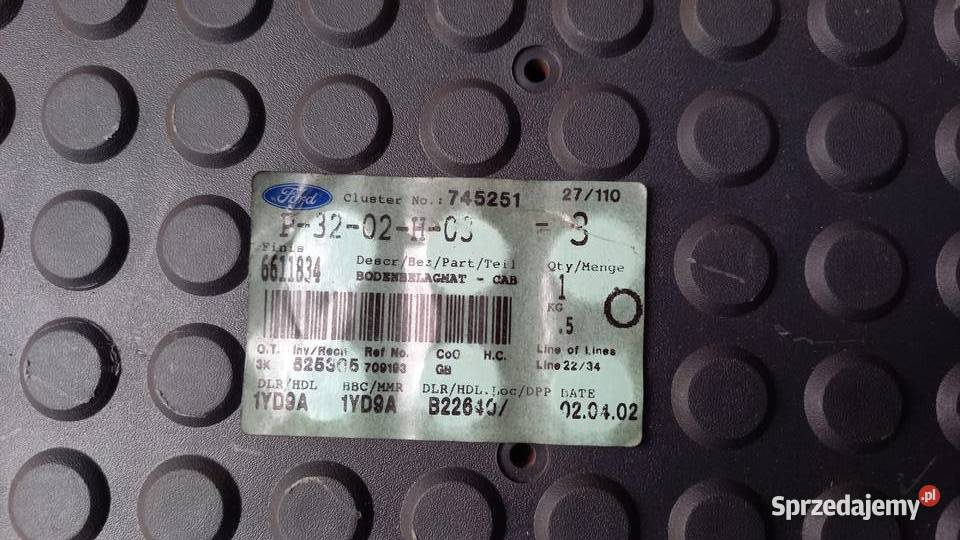 Ford Cluster No.: 745251 27/110
P-32-02-H-03 - 3
Finis Descr/Bez/Part/Teil Qty/Menge
6611834 BODENBELAGMAT - CAB 1
KG
.5
O.T. Inv/Rech Ref No. CoO H.C. Line of Lines
3K 525305 709193 GB Line 22/34
DLR/HDL BBC/MMR DLR/HDL.Loc/DPP DATE
1YD9A 1YD9A 02.04.02
Sprzedajemy.pl